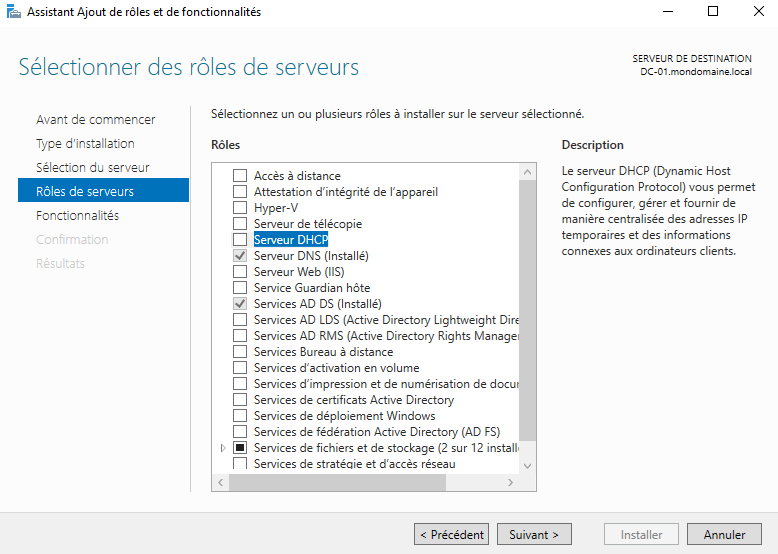 Assistant Ajout de rôles et de fonctionnalités
Sélectionner des rôles de serveurs
SERVEUR DE DESTINATION
DC-01.mondomaine.local
Avant de commencer
Type d'installation
Sélection du serveur
Rôles de serveurs
Fonctionnalités
Confirmation
Résultats
Sélectionnez un ou plusieurs rôles à installer sur le serveur sélectionné.
Rôles
Accès à distance
Attestation d'intégrité de l'appareil
Hyper-V
Serveur de télécopie
Serveur DHCP
Serveur DNS (Installé)
Serveur Web (IIS)
Service Guardian hôte
Services AD DS (Installé)
Services AD LDS (Active Directory Lightweight Dire
Services AD RMS (Active Directory Rights Manager
Services Bureau à distance
Services d'activation en volume
Services d'impression et de numérisation de docu
Services de certificats Active Directory
Services de déploiement Windows
Services de fédération Active Directory (AD FS)
Services de fichiers et de stockage (2 sur 12 install
Services de stratégie et d'accès réseau
Description
Le serveur DHCP (Dynamic Host
Configuration Protocol) vous permet
de configurer, gérer et fournir de
manière centralisée des adresses IP
temporaires et des informations
connexes aux ordinateurs clients.
< Précédent
Suivant >
Installer
Annuler